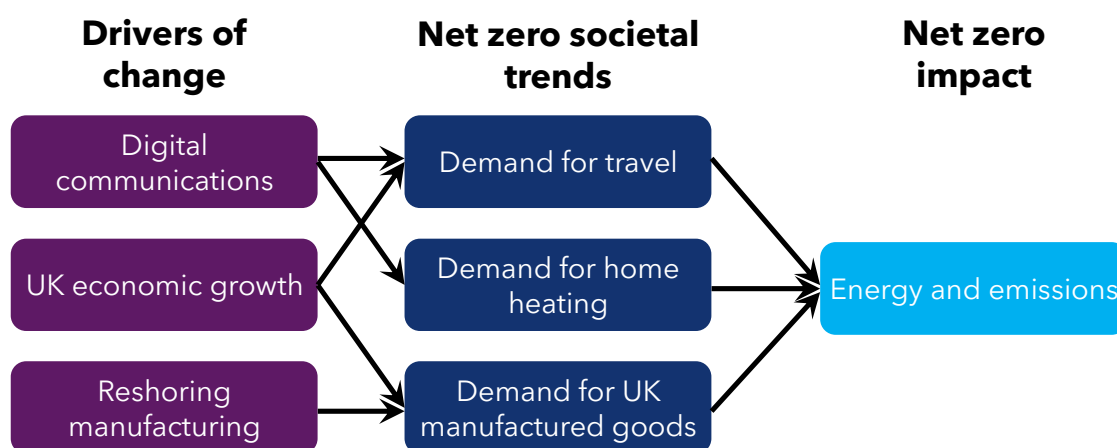 Drivers of
change
Net zero societal
trends
Net zero
impact
Digital
communications
Demand for travel
UK economic growth
Demand for home
heating
Energy and emissions
Reshoring
manufacturing
Demand for UK
manufactured goods